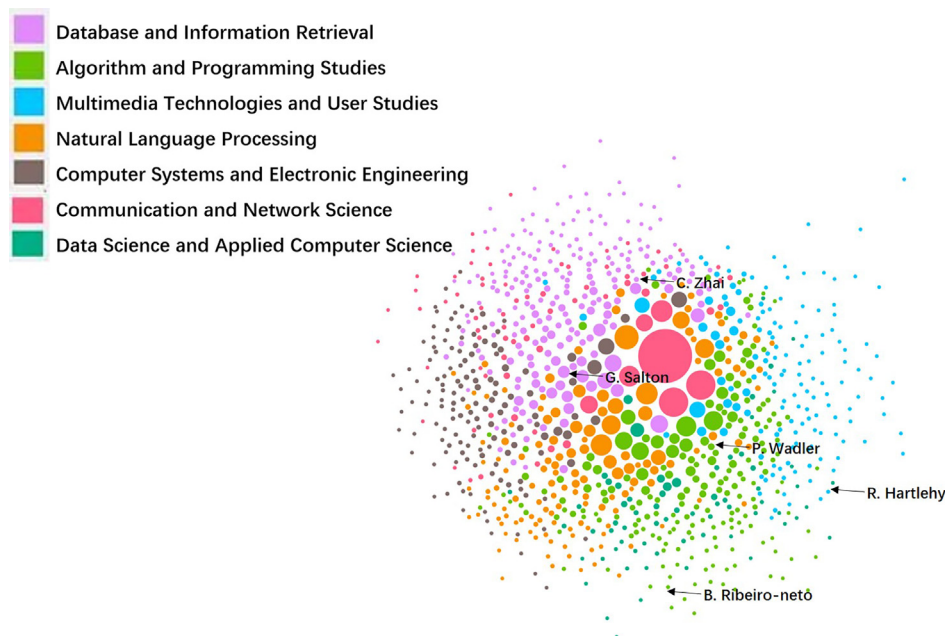 Database and Information Retrieval
Algorithm and Programming Studies
Multimedia Technologies and User Studies
Natural Language Processing
Computer Systems and Electronic Engineering
Communication and Network Science
Data Science and Applied Computer Science
C. Zhai
G. Salton
P. Wadler
R. Hartlehy
B. Ribeiro-neto